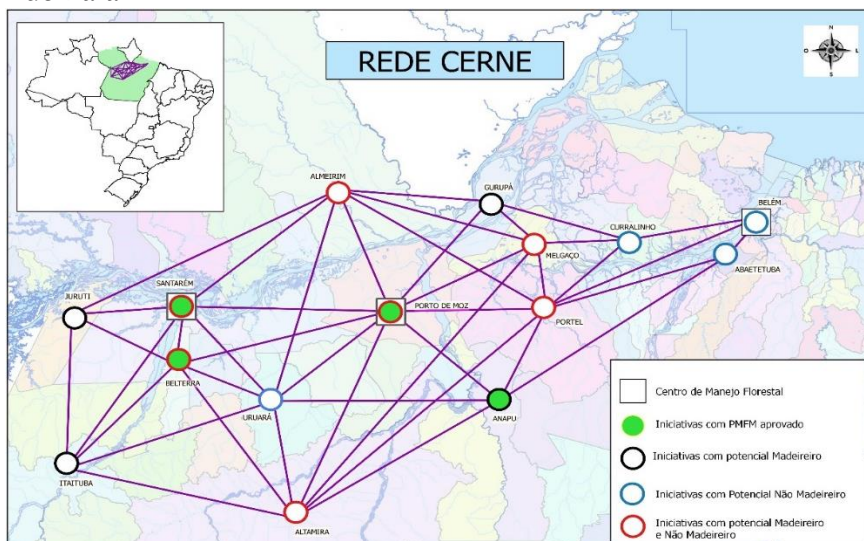 REDE CERNE
N
O
L
S
ALMEIRIM
GURUPÁ
BELÉM
CURRALINHO
MELGAÇO
ABAETETUBA
JURUTI
SANTARÉM
PORTO DE MOZ
PORTEL
BELTERRA
URUARÁ
ANAPU
ITAITUBA
ALTAMIRA
Centro de Manejo Florestal
Iniciativas com PMFM aprovado
Iniciativas com potencial Madeireiro
Iniciativas com Potencial Não Madeireiro
Iniciativas com potencial Madeireiro
e Não Madeireiro